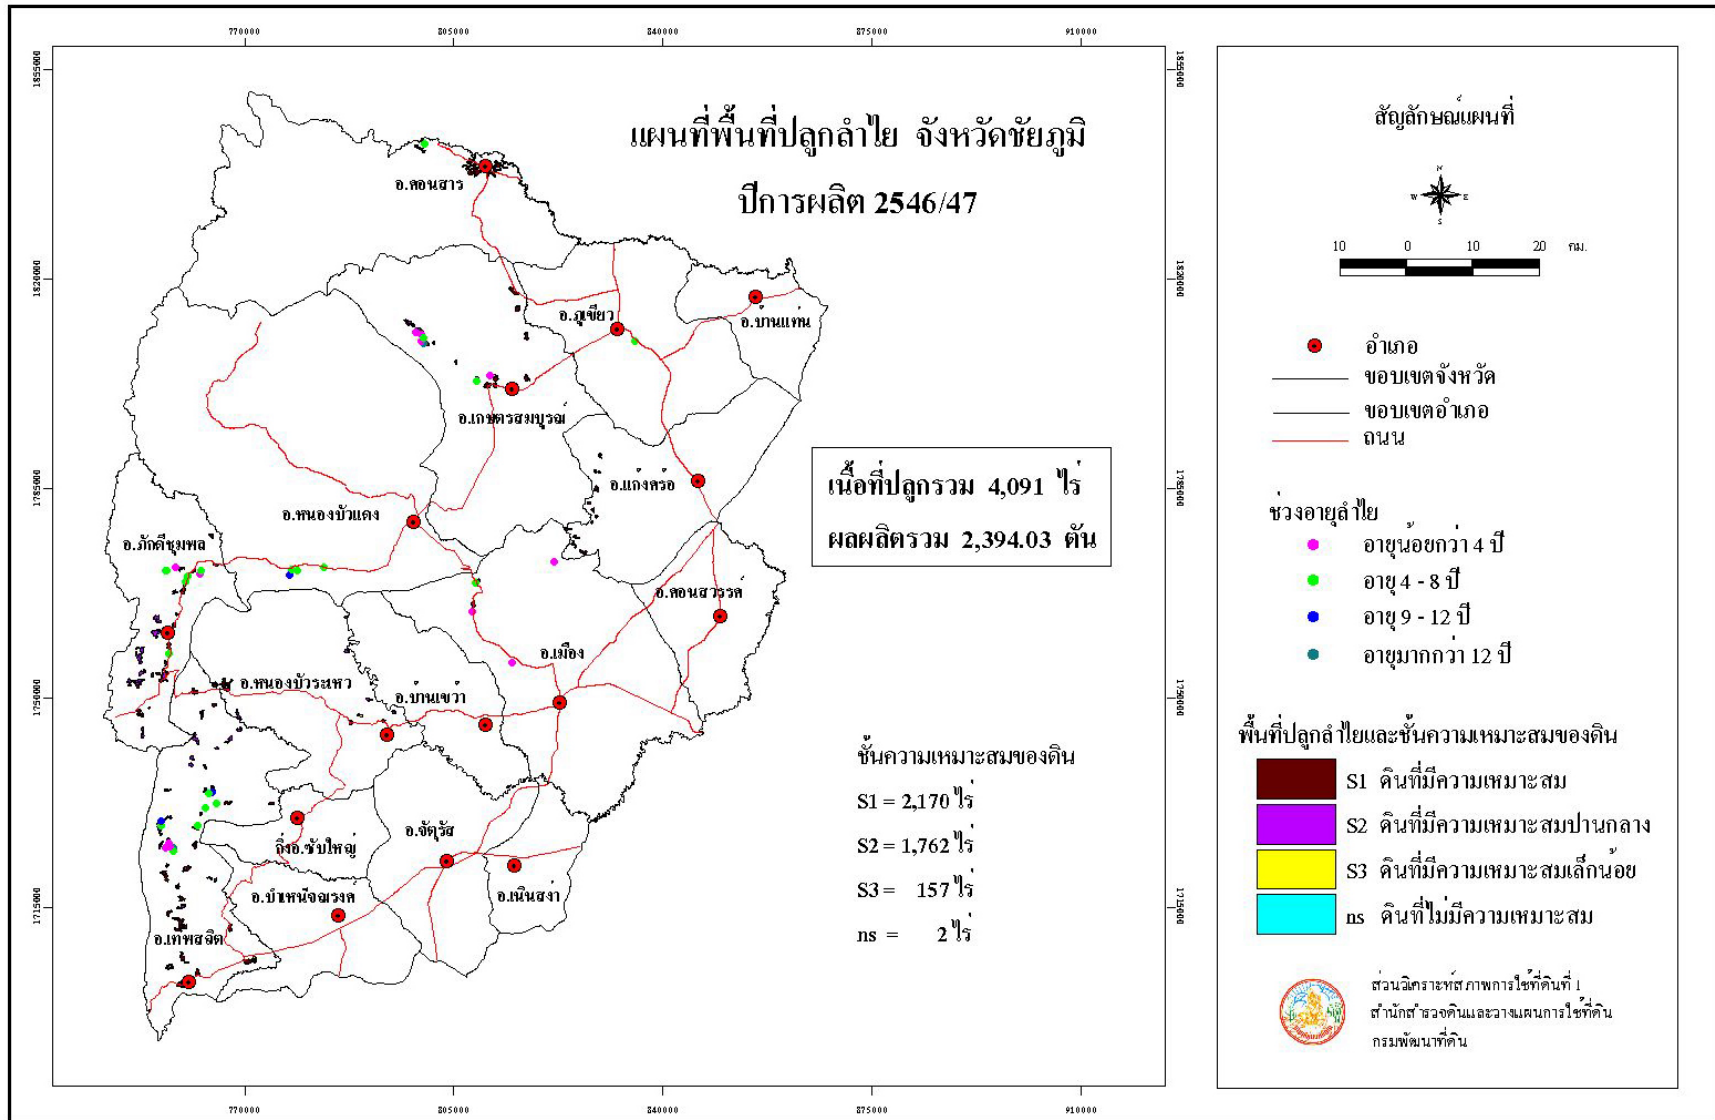 770000 805000 840000 875000 910000
1855000 1855000
แผนที่พื้นที่ปลูกลำไย จังหวัดชัยภูมิ
ปีการผลิต 2546/47
อ.คอนสาร
1820000 1820000
อ.ภูเขียว
อ.บ้านแท่น
อ.เกษตรสมบูรณ์
อ.แก้งคร้อ
1785000 1785000
เนื้อที่ปลูกรวม 4,091 ไร่
ผลผลิตรวม 2,394.03 ตัน
อ.หนองบัวแดง
อ.ภักดีชุมพล
อ.คอนสวรรค์
อ.เมือง
อ.หนองบัวระเหว
อ.บ้านเขว้า
1750000 1750000
ชั้นความเหมาะสมของดิน
S1 = 2,170 ไร่
S2 = 1,762 ไร่
S3 = 157 ไร่
ns = 2 ไร่
อ.จัตุรัส
กิ่งอ.ซับใหญ่
อ.บำเหน็จณรงค์
อ.เนินสง่า
1715000 1715000
อ.เทพสถิต
770000 805000 840000 875000 910000
สัญลักษณ์แผนที่
N
W E
S
10 0 10 20 กม.
อำเภอ
ขอบเขตจังหวัด
ขอบเขตอำเภอ
ถนน
ช่วงอายุลำไย
อายุน้อยกว่า 4 ปี
อายุ 4 - 8 ปี
อายุ 9 - 12 ปี
อายุมากกว่า 12 ปี
พื้นที่ปลูกลำไยและชั้นความเหมาะสมของดิน
S1 ดินที่มีความเหมาะสม
S2 ดินที่มีความเหมาะสมปานกลาง
S3 ดินที่มีความเหมาะสมเล็กน้อย
ns ดินที่ไม่มีความเหมาะสม
ส่วนวิเคราะห์สภาพการใช้ที่ดินที่ 1
สำนักสำรวจดินและวางแผนการใช้ที่ดิน
กรมพัฒนาที่ดิน